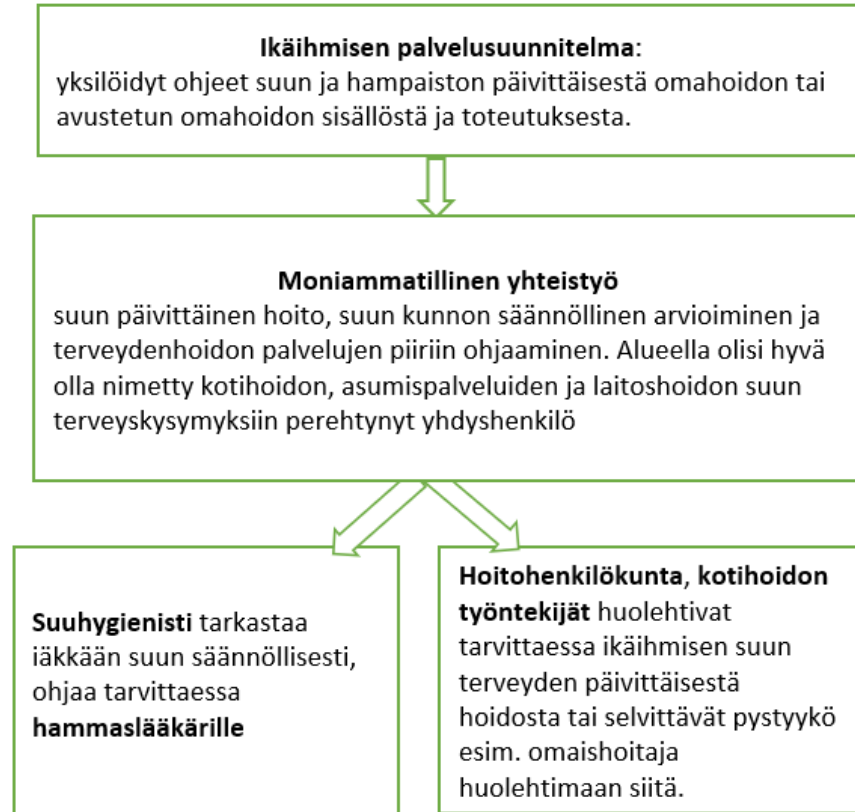 Ikäihmisen palvelusuunnitelma:
yksilöidyt ohjeet suun ja hampaiston päivittäisestä omahoidon tai
avustetun omahoidon sisällöstä ja toteutuksesta.
Moniammatillinen yhteistyö
suun päivittäinen hoito, suun kunnon säännöllinen arvioiminen ja
terveydenhoidon palvelujen piiriin ohjaaminen. Alueella olisi hyvä
olla nimetty kotihoidon, asumispalveluiden ja laitoshoidon suun
terveyskysymyksiin perehtynyt yhdyshenkilö
Suuhygienisti tarkastaa
iäkkään suun säännöllisesti,
ohjaa tarvittaessa
hammaslääkärille
Hoitohenkilökunta, kotihoidon
työntekijät huolehtivat
tarvittaessa ikäihmisen suun
terveyden päivittäisestä
hoidosta tai selvittävät pystyykö
esim. omaishoitaja
huolehtimaan siitä.